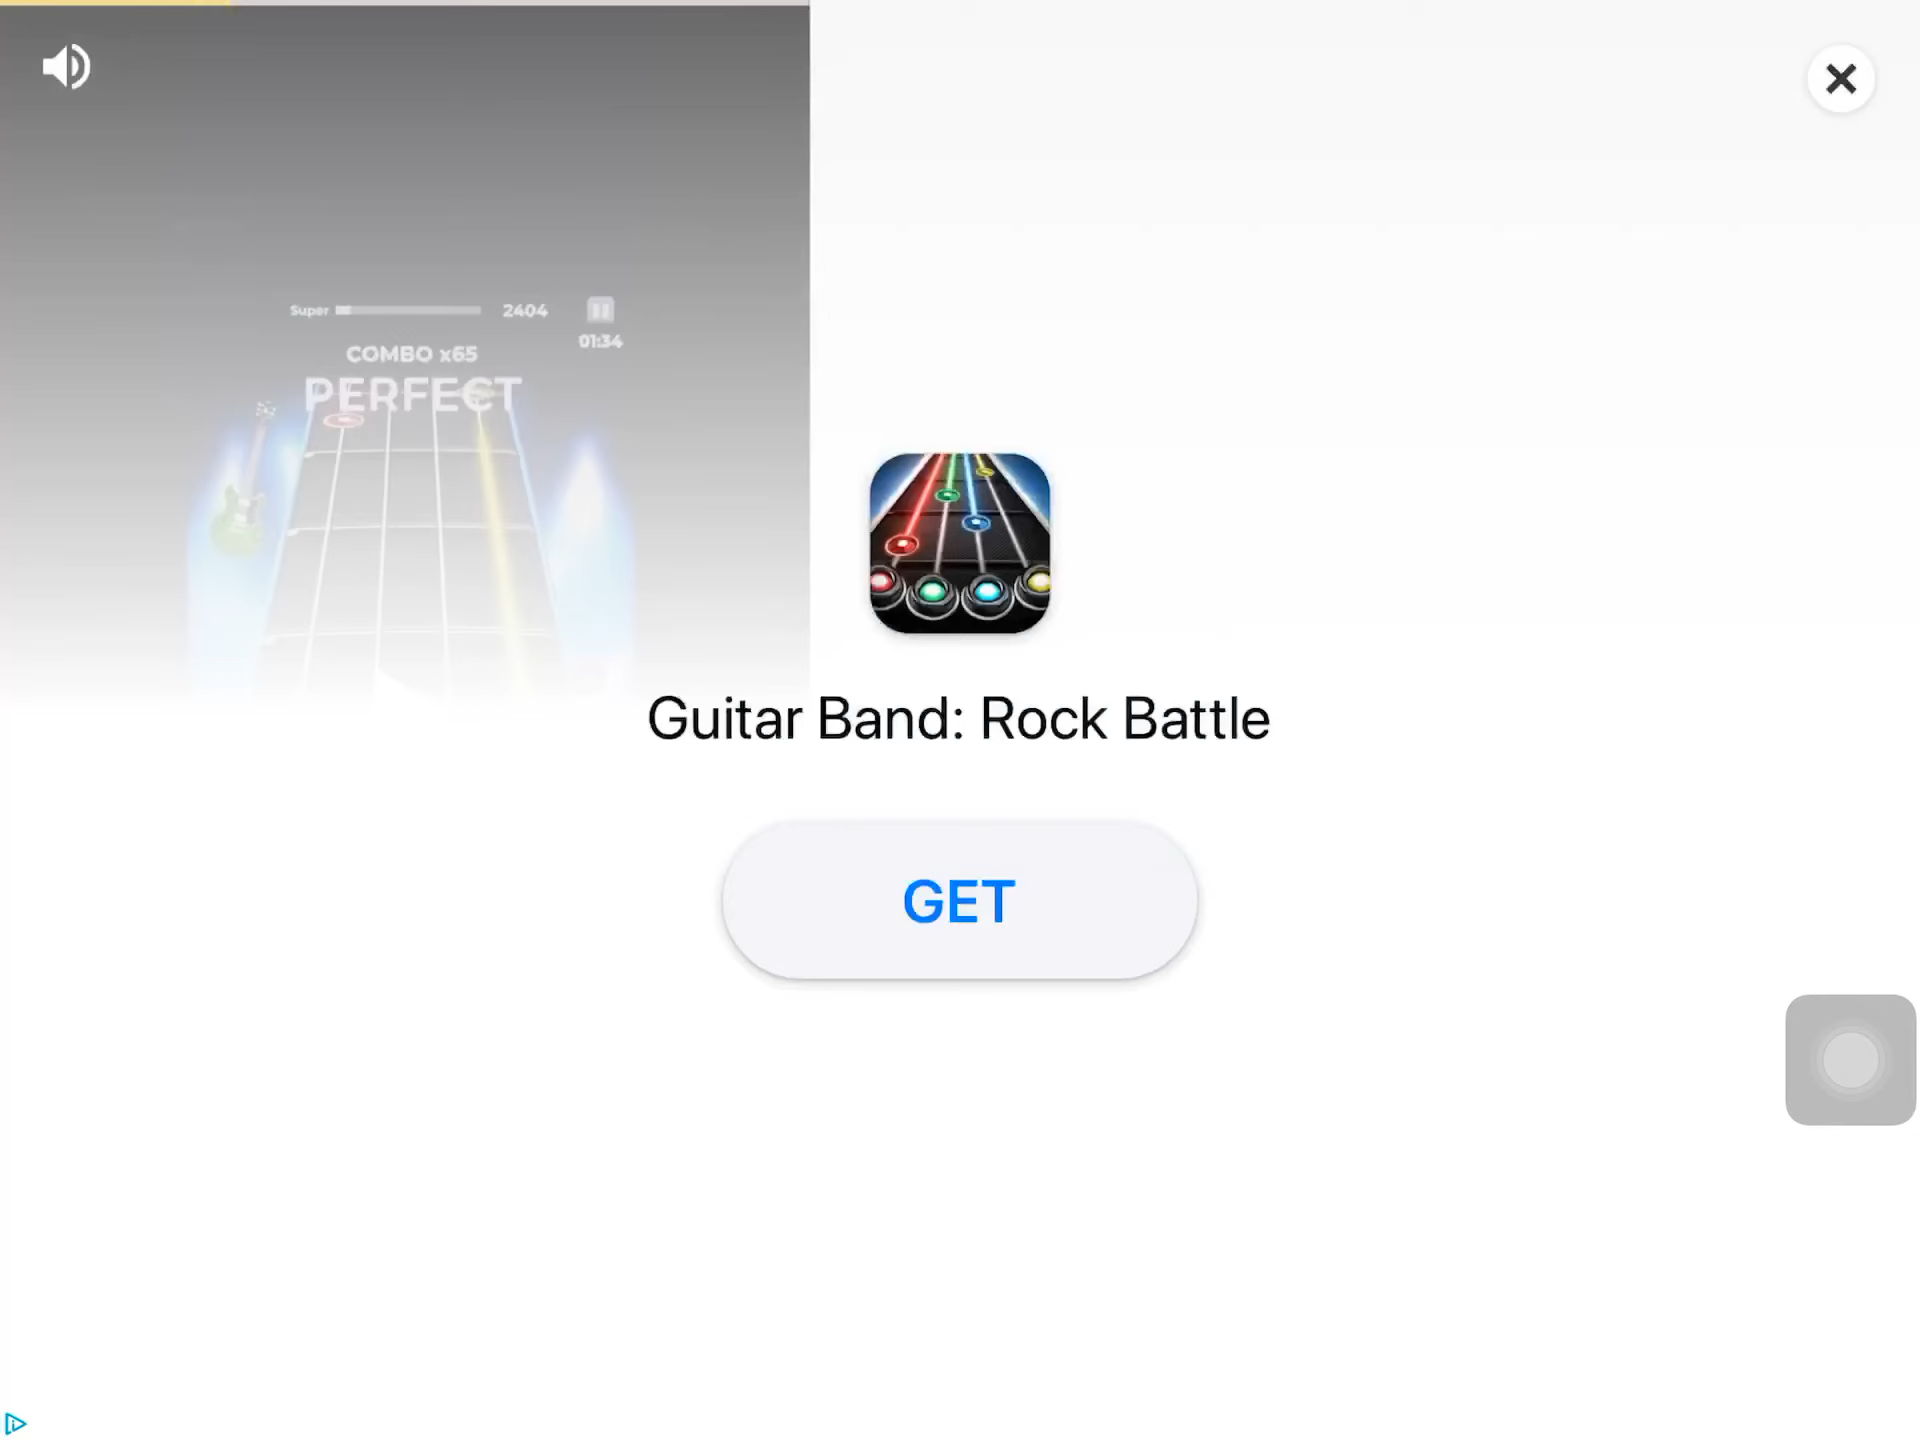 Super 2404
01:34
COMBO x65
PERFECT
Guitar Band: Rock Battle
GET